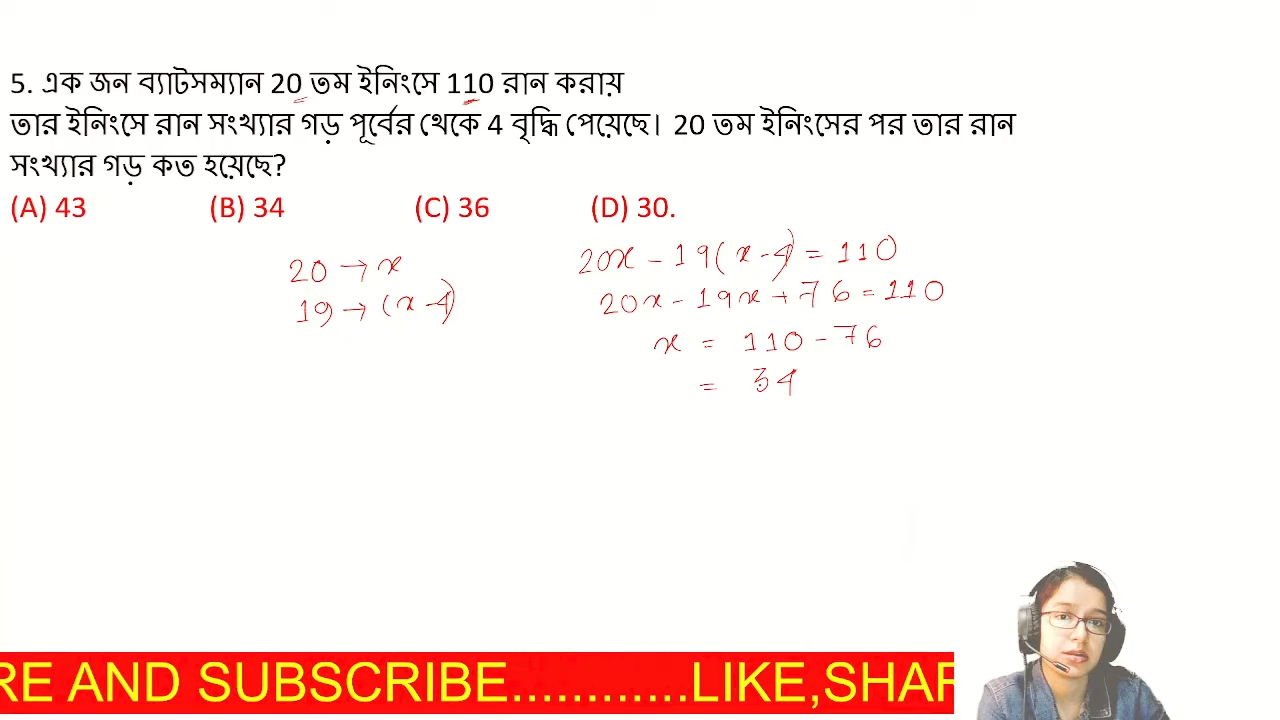 5. এক জন ব্যাটসম্যান 20 তম ইনিংসে 110 রান করায়
তার ইনিংসে রান সংখ্যার গড় পূর্বের থেকে 4 বৃদ্ধি পেয়েছে। 20 তম ইনিংসের পর তার রান
সংখ্যার গড় কত হয়েছে?
(A) 43 (B) 34 (C) 36 (D) 30.
20 → x
19 → (x-4)
20x - 19(x-4) = 110
20x - 19x + 76 = 110
x = 110 - 76
= 34
RE AND SUBSCRIBE............LIKE,SHAR